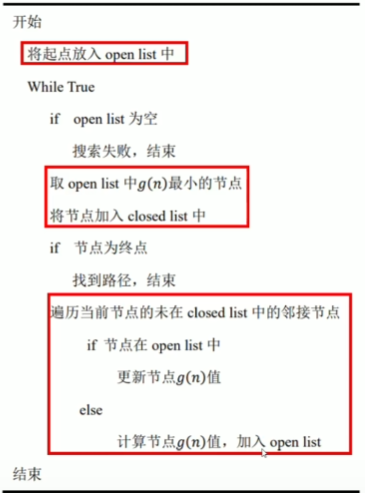 开始
将起点放入 open list 中
While True
if open list 为空
搜索失败，结束
取 open list 中g(n)最小的节点
将节点加入 closed list 中
if 节点为终点
找到路径，结束
遍历当前节点的未在 closed list 中的邻接节点
if 节点在 open list 中
更新节点g(n)值
else
计算节点g(n)值，加入 open list
结束